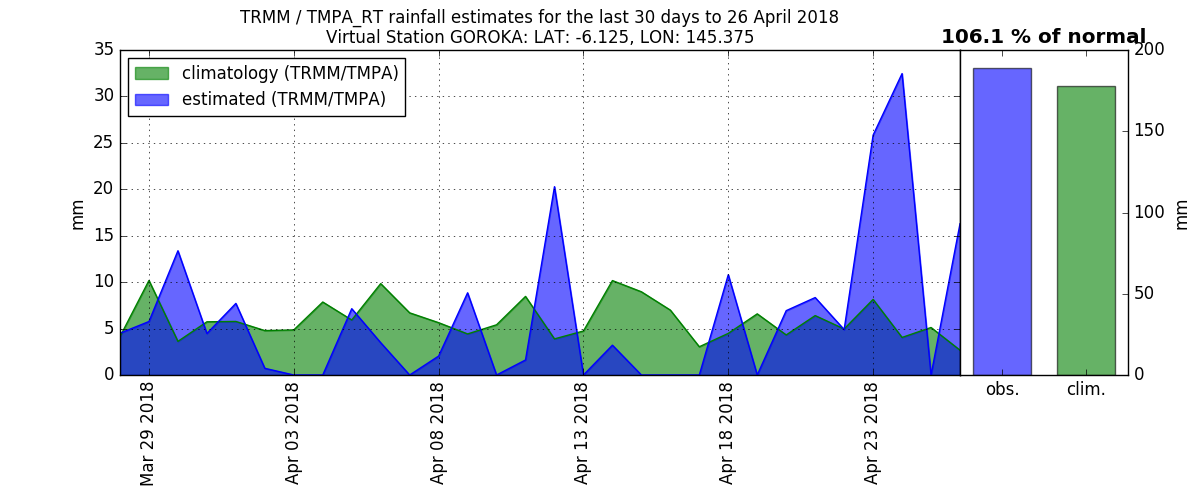 TRMM / TMPA_RT rainfall estimates for the last 30 days to 26 April 2018
Virtual Station GOROKA: LAT: -6.125, LON: 145.375
106.1 % of normal
climatology (TRMM/TMPA)
estimated (TRMM/TMPA)
mm
35
30
25
20
15
10
5
0
Mar 29 2018
Apr 03 2018
Apr 08 2018
Apr 13 2018
Apr 18 2018
Apr 23 2018
200
150
100
50
0
mm
obs.
clim.